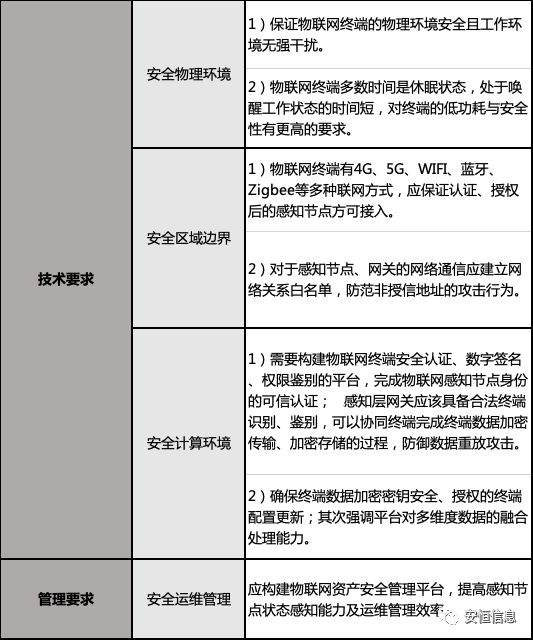 技术要求
安全物理环境
1）保证物联网终端的物理环境安全且工作环
境无强干扰。
2）物联网终端多数时间是休眠状态，处于唤
醒工作状态的时间短，对终端的低功耗与安全
性有更高的要求。
安全区域边界
1）物联网终端有4G、5G、WIFI、蓝牙、
Zigbee等多种联网方式，应保证认证、授权
后的感知节点方可接入。
2）对于感知节点、网关的网络通信应建立网
络关系白名单，防范非授信地址的攻击行为。
安全计算环境
1）需要构建物联网终端安全认证、数字签名
、权限鉴别的平台，完成物联网感知节点身份
的可信认证； 感知层网关应该具备合法终端
识别、鉴别，可以协同终端完成终端数据加密
传输、加密存储的过程，防御数据重放攻击。
2）确保终端数据加密密钥安全、授权的终端
配置更新；其次强调平台对多维度数据的融合
处理能力。
管理要求
安全运维管理
应构建物联网资产安全管理平台，提高感知节
点状态感知能力及运维管理效率
安恒信息